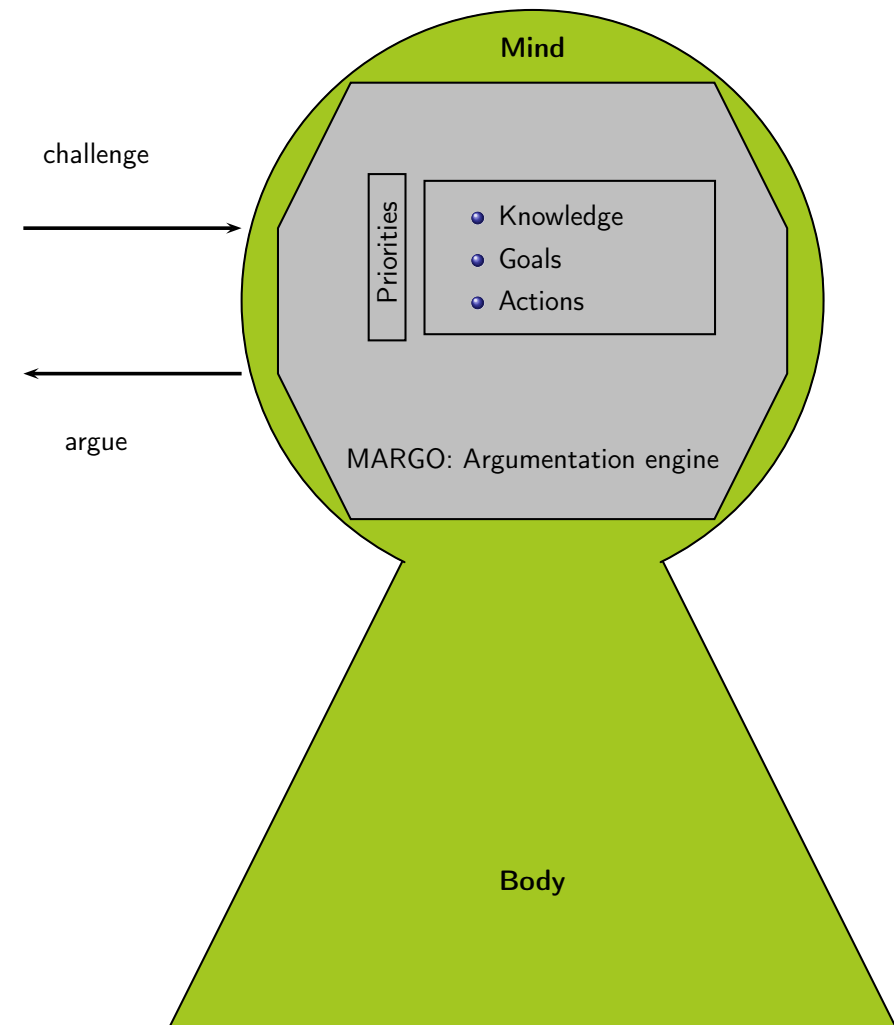 Mind
challenge
Priorities
Knowledge
Goals
Actions
argue
MARGO: Argumentation engine
Body